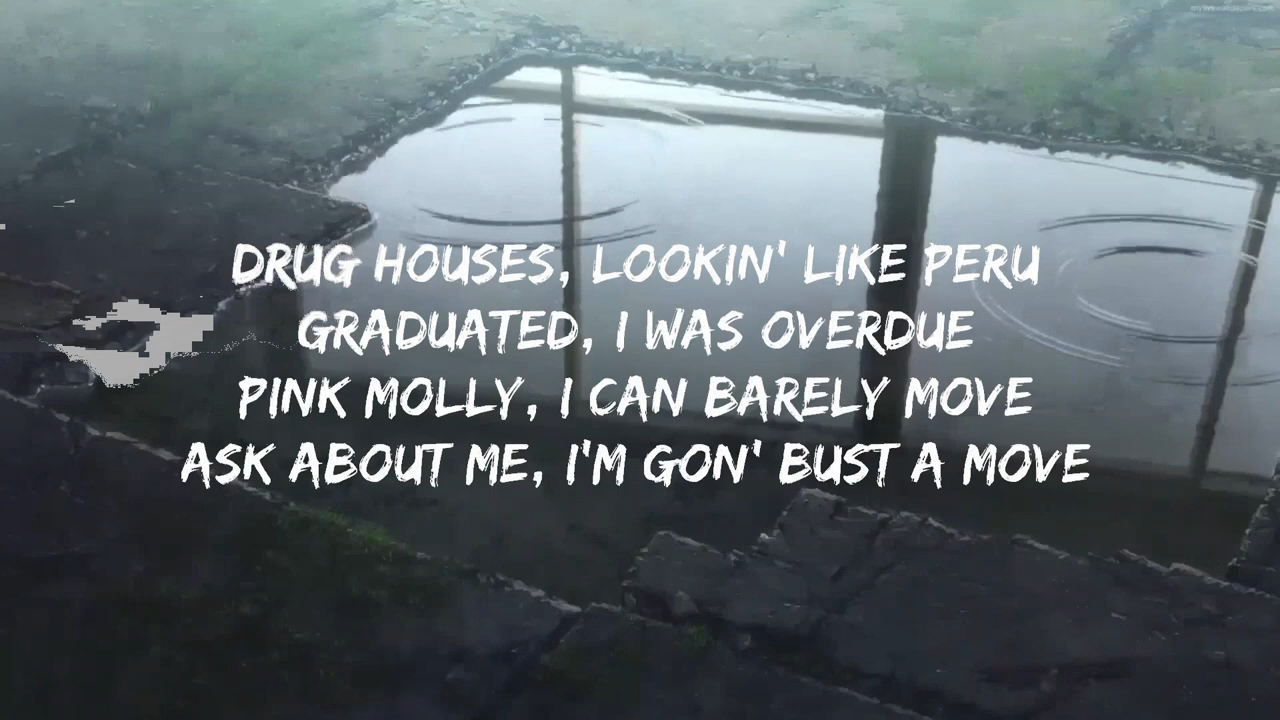 DRUG HOUSES, LOOKIN' LIKE PERU
GRADUATED, I WAS OVERDUE
PINK MOLLY, I CAN BARELY MOVE
ASK ABOUT ME, I'M GON' BUST A MOVE